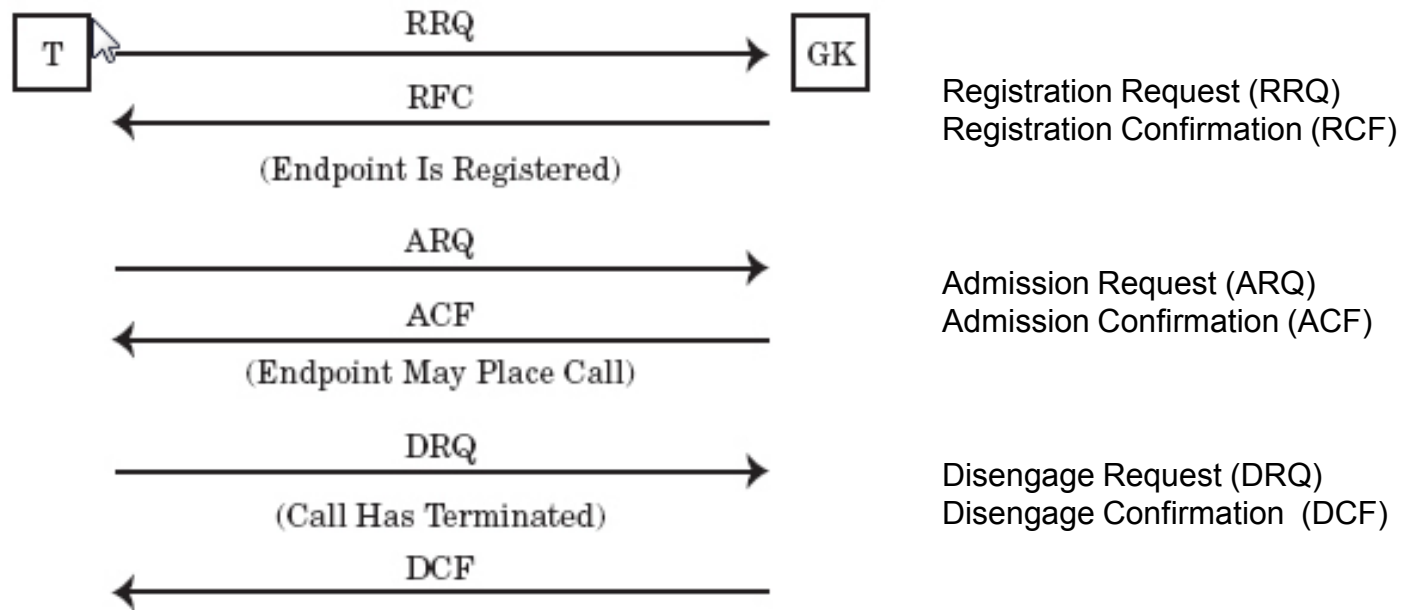 T
RRQ
GK
RFC
(Endpoint Is Registered)
Registration Request (RRQ)
Registration Confirmation (RCF)
ARQ
ACF
(Endpoint May Place Call)
Admission Request (ARQ)
Admission Confirmation (ACF)
DRQ
(Call Has Terminated)
DCF
Disengage Request (DRQ)
Disengage Confirmation (DCF)